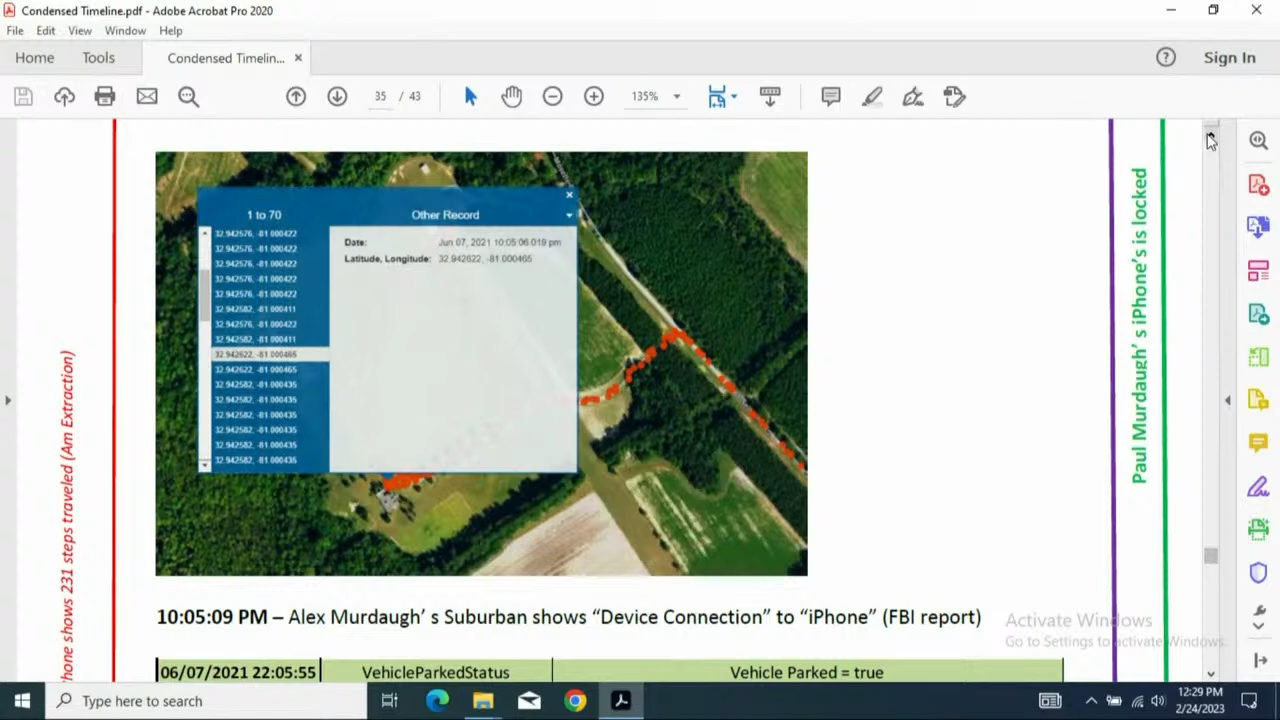 Condensed Timeline.pdf - Adobe Acrobat Pro 2020
File Edit View Window Help
Home Tools Condensed Timelin... Sign In
35 / 43 135%
1 to 70 Other Record
32.942576, -81.000422
32.942576, -81.000422
32.942576, -81.000422
32.942576, -81.000422
32.942576, -81.000422
32.942582, -81.000411
32.942576, -81.000422
32.942582, -81.000411
32.942622, -81.000465
32.942622, -81.000465
32.942582, -81.000435
32.942582, -81.000435
32.942582, -81.000435
32.942582, -81.000435
32.942582, -81.000435
32.942582, -81.000435
Date: Jun 07, 2021 10:05:06.019 pm
Latitude, Longitude: 32.942622, -81.000465
hone shows 231 steps traveled (Am Extraction)
Paul Murdaugh' s iPhone's is locked
10:05:09 PM – Alex Murdaugh' s Suburban shows “Device Connection” to “iPhone” (FBI report)
06/07/2021 22:05:55 VehicleParkedStatus Vehicle Parked = true
Activate Windows
Go to Settings to activate Windows.
Type here to search
12:29 PM
2/24/2023